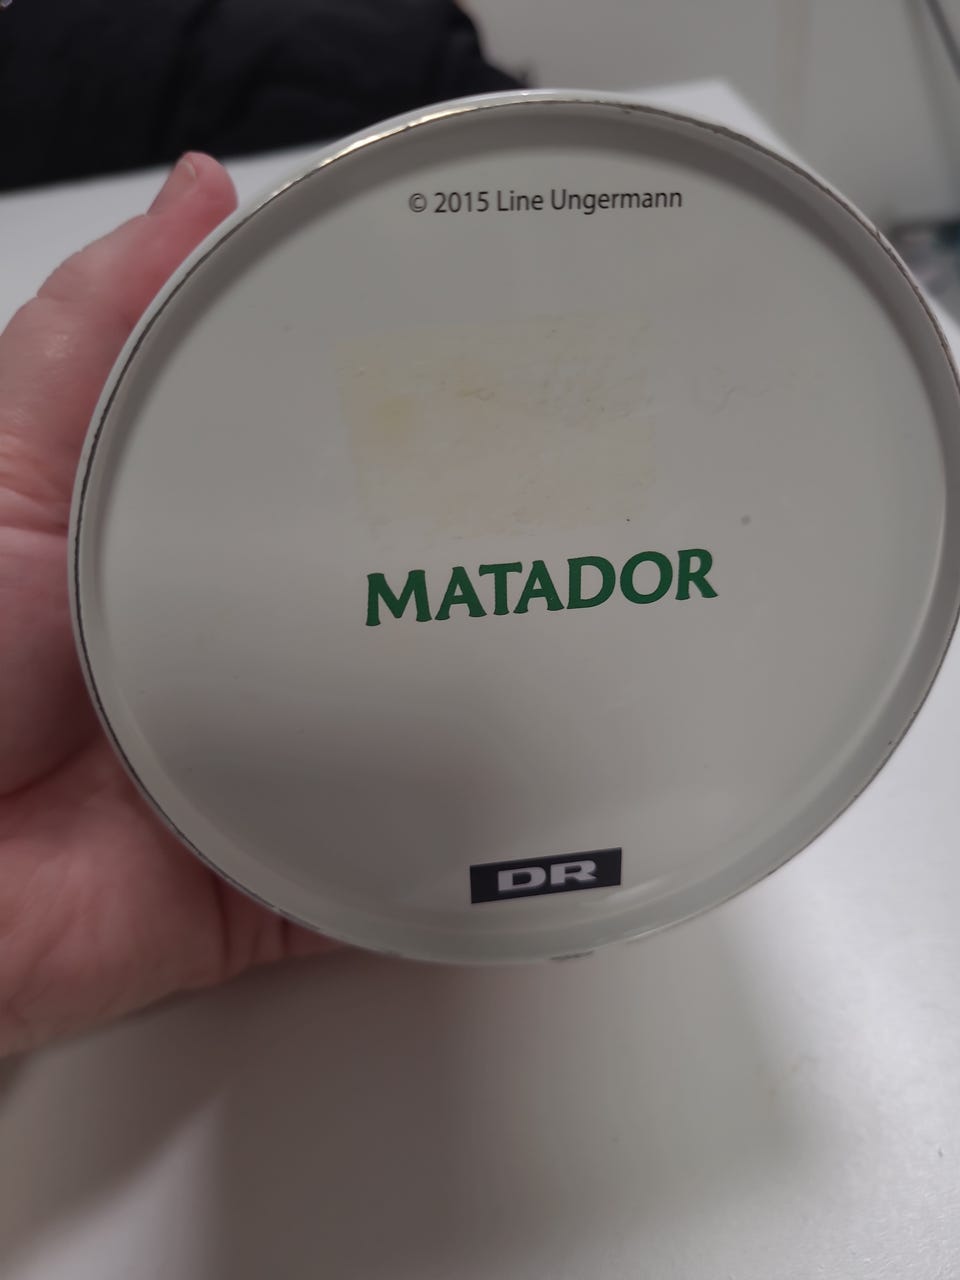 © 2015 Line Ungermann
MATADOR
DR